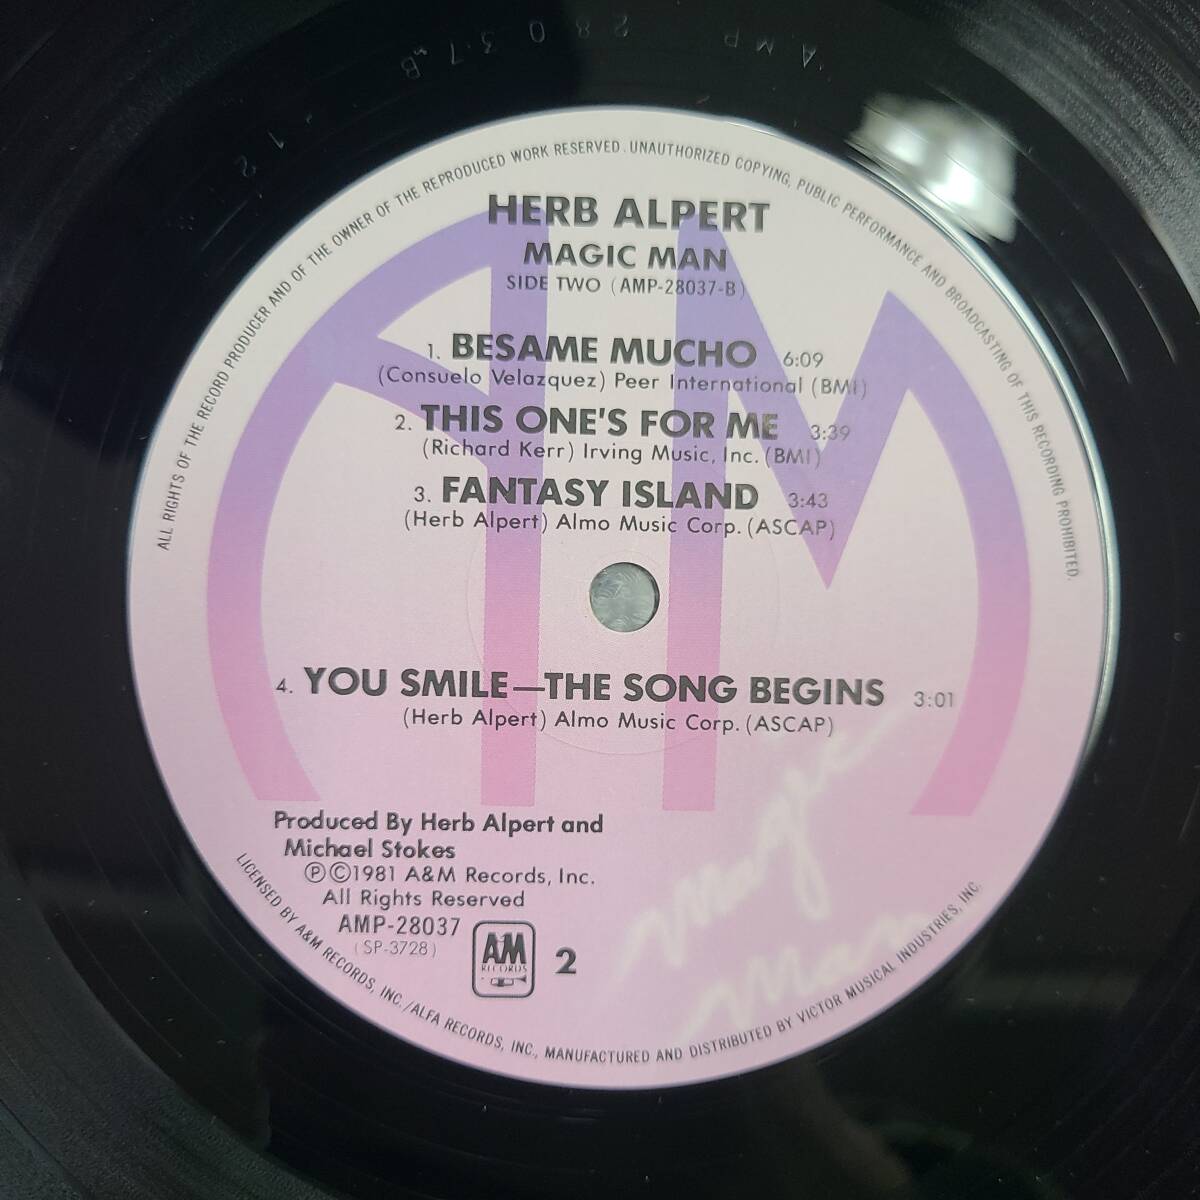 AMP 28037-B
12
ALL RIGHTS OF THE RECORD PRODUCER AND OF THE OWNER OF THE REPRODUCED WORK RESERVED. UNAUTHORIZED COPYING, PUBLIC PERFORMANCE AND BROADCASTING OF THIS RECORDING PROHIBITED.
HERB ALPERT
MAGIC MAN
SIDE TWO (AMP-28037-B)
1. BESAME MUCHO 6:09
(Consuelo Velazquez) Peer International (BMI)
2. THIS ONE'S FOR ME 3:39
(Richard Kerr) Irving Music, Inc. (BMI)
3. FANTASY ISLAND 3:43
(Herb Alpert) Almo Music Corp. (ASCAP)
4. YOU SMILE—THE SONG BEGINS 3:01
(Herb Alpert) Almo Music Corp. (ASCAP)
Magic
Man
Produced By Herb Alpert and
Michael Stokes
Ⓟ©1981 A&M Records, Inc.
All Rights Reserved
AMP-28037
(SP-3728)
A&M
RECORDS
2
LICENSED BY A&M RECORDS, INC./ALFA RECORDS, INC., MANUFACTURED AND DISTRIBUTED BY VICTOR MUSICAL INDUSTRIES, INC.